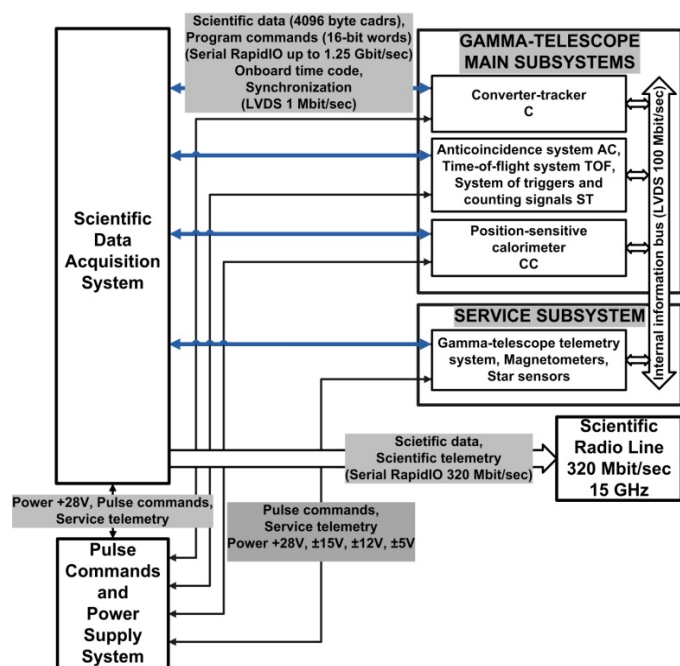 Scientific data (4096 byte cadrs),
Program commands (16-bit words)
(Serial RapidIO up to 1.25 Gbit/sec)
Onboard time code,
Synchronization
(LVDS 1 Mbit/sec)
GAMMA-TELESCOPE
MAIN SUBSYSTEMS
Converter-tracker
C
Anticoincidence system AC,
Time-of-flight system TOF,
System of triggers and
counting signals ST
Position-sensitive
calorimeter
CC
Internal information bus (LVDS 100 Mbit/sec)
Scientific
Data
Acquisition
System
SERVICE SUBSYSTEM
Gamma-telescope telemetry
system, Magnetometers,
Star sensors
Scietific data,
Scientific telemetry
(Serial RapidIO 320 Mbit/sec)
Scientific
Radio Line
320 Mbit/sec
15 GHz
Power +28V, Pulse commands,
Service telemetry
Pulse commands,
Service telemetry
Power +28V, ±15V, ±12V, ±5V
Pulse
Commands
and
Power
Supply
System